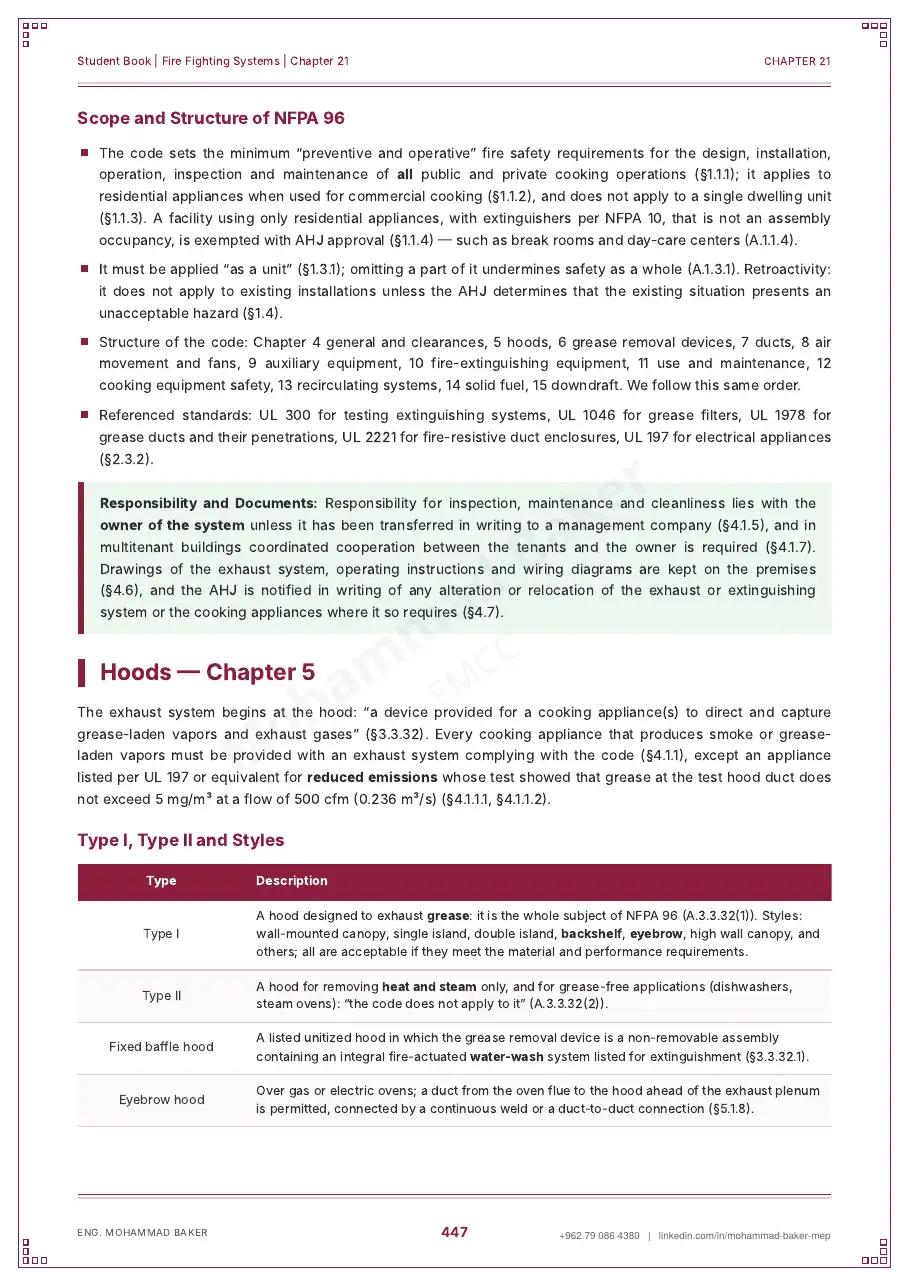 Student Book | Fire Fighting Systems | Chapter 21
CHAPTER 21
Scope and Structure of NFPA 96
The code sets the minimum “preventive and operative” fire safety requirements for the design, installation,
operation, inspection and maintenance of all public and private cooking operations (§1.1.1); it applies to
residential appliances when used for commercial cooking (§1.1.2), and does not apply to a single dwelling unit
(§1.1.3). A facility using only residential appliances, with extinguishers per NFPA 10, that is not an assembly
occupancy, is exempted with AHJ approval (§1.1.4) — such as break rooms and day-care centers (A.1.1.4).
It must be applied “as a unit” (§1.3.1); omitting a part of it undermines safety as a whole (A.1.3.1). Retroactivity:
it does not apply to existing installations unless the AHJ determines that the existing situation presents an
unacceptable hazard (§1.4).
Structure of the code: Chapter 4 general and clearances, 5 hoods, 6 grease removal devices, 7 ducts, 8 air
movement and fans, 9 auxiliary equipment, 10 fire-extinguishing equipment, 11 use and maintenance, 12
cooking equipment safety, 13 recirculating systems, 14 solid fuel, 15 downdraft. We follow this same order.
Referenced standards: UL 300 for testing extinguishing systems, UL 1046 for grease filters, UL 1978 for
grease ducts and their penetrations, UL 2221 for fire-resistive duct enclosures, UL 197 for electrical appliances
(§2.3.2).
Responsibility and Documents: Responsibility for inspection, maintenance and cleanliness lies with the
owner of the system unless it has been transferred in writing to a management company (§4.1.5), and in
multitenant buildings coordinated cooperation between the tenants and the owner is required (§4.1.7).
Drawings of the exhaust system, operating instructions and wiring diagrams are kept on the premises
(§4.6), and the AHJ is notified in writing of any alteration or relocation of the exhaust or extinguishing
system or the cooking appliances where it so requires (§4.7).
Mohammad Baker
EMCC
Hoods — Chapter 5
The exhaust system begins at the hood: “a device provided for a cooking appliance(s) to direct and capture
grease-laden vapors and exhaust gases” (§3.3.32). Every cooking appliance that produces smoke or grease-
laden vapors must be provided with an exhaust system complying with the code (§4.1.1), except an appliance
listed per UL 197 or equivalent for reduced emissions whose test showed that grease at the test hood duct does
not exceed 5 mg/m³ at a flow of 500 cfm (0.236 m³/s) (§4.1.1.1, §4.1.1.2).
Type I, Type II and Styles
Type
Description
Type I
A hood designed to exhaust grease: it is the whole subject of NFPA 96 (A.3.3.32(1)). Styles:
wall-mounted canopy, single island, double island, backshelf, eyebrow, high wall canopy, and
others; all are acceptable if they meet the material and performance requirements.
Type II
A hood for removing heat and steam only, and for grease-free applications (dishwashers,
steam ovens): “the code does not apply to it” (A.3.3.32(2)).
Fixed baffle hood
A listed unitized hood in which the grease removal device is a non-removable assembly
containing an integral fire-actuated water-wash system listed for extinguishment (§3.3.32.1).
Eyebrow hood
Over gas or electric ovens; a duct from the oven flue to the hood ahead of the exhaust plenum
is permitted, connected by a continuous weld or a duct-to-duct connection (§5.1.8).
ENG. MOHAMMAD BAKER
447
+962 79 086 4380 | linkedin.com/in/mohammad-baker-mep